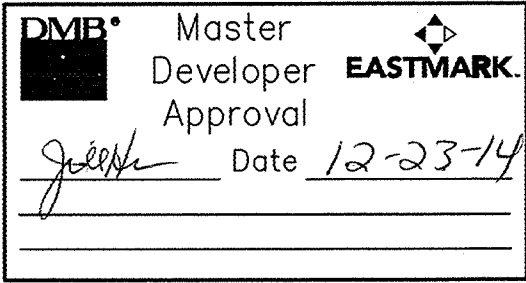 DMB®
Master
Developer
Approval
EASTMARK.
Date 12-23-14